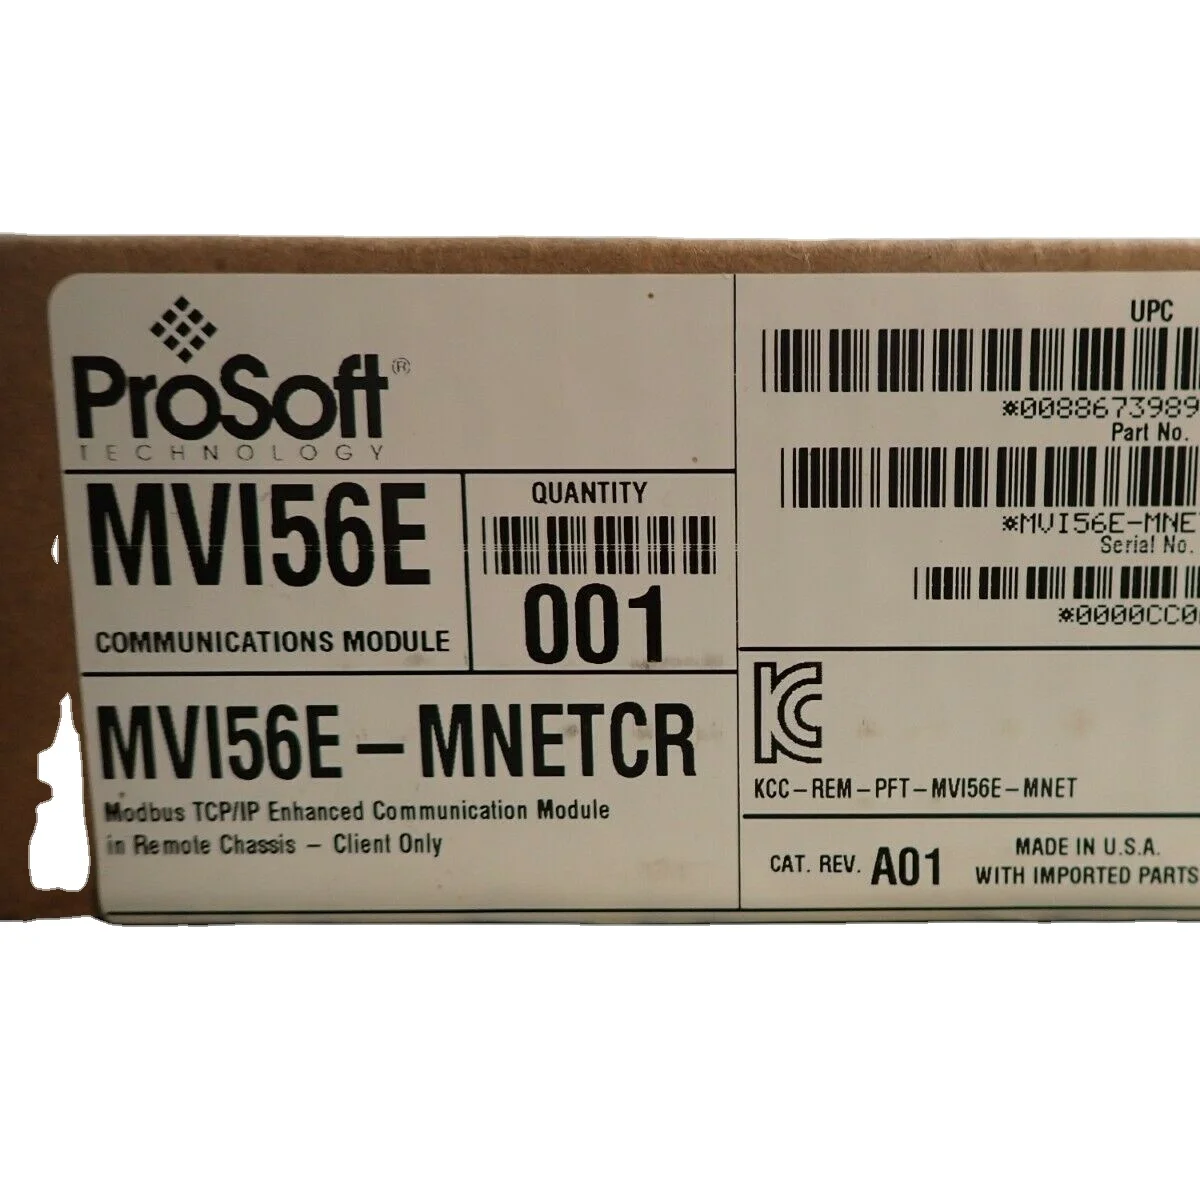 ProSoft®
TECHNOLOGY
MVI56E
COMMUNICATIONS MODULE
QUANTITY
001
MVI56E-MNETCR
Modbus TCP/IP Enhanced Communication Module
in Remote Chassis - Client Only
UPC
*0088673989
Part No.
*MVI56E-MNE
Serial No.
*0000CC0
KC
KCC-REM-PFT-MVI56E-MNET
CAT. REV. A01
MADE IN U.S.A.
WITH IMPORTED PARTS